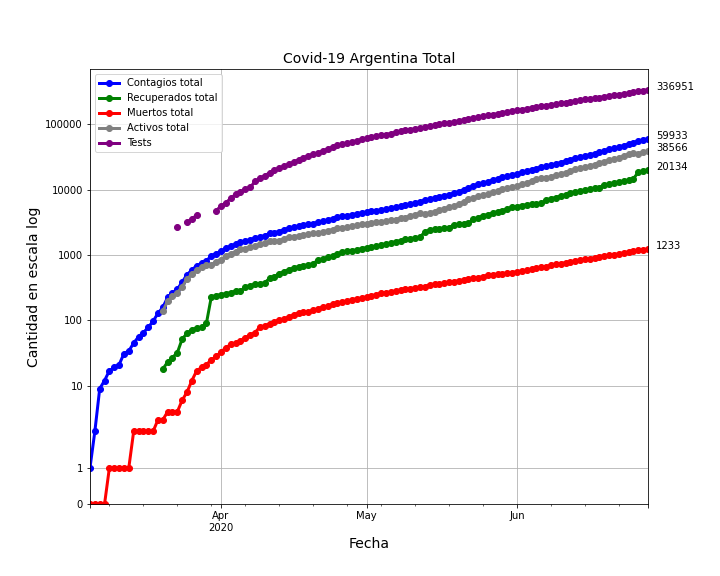 Covid-19 Argentina Total
Contagios total
Recuperados total
Muertos total
Activos total
Tests
336951
59933
38566
20134
1233
100000
10000
1000
100
10
1
0
Cantidad en escala log
Apr
2020
May
Jun
Fecha